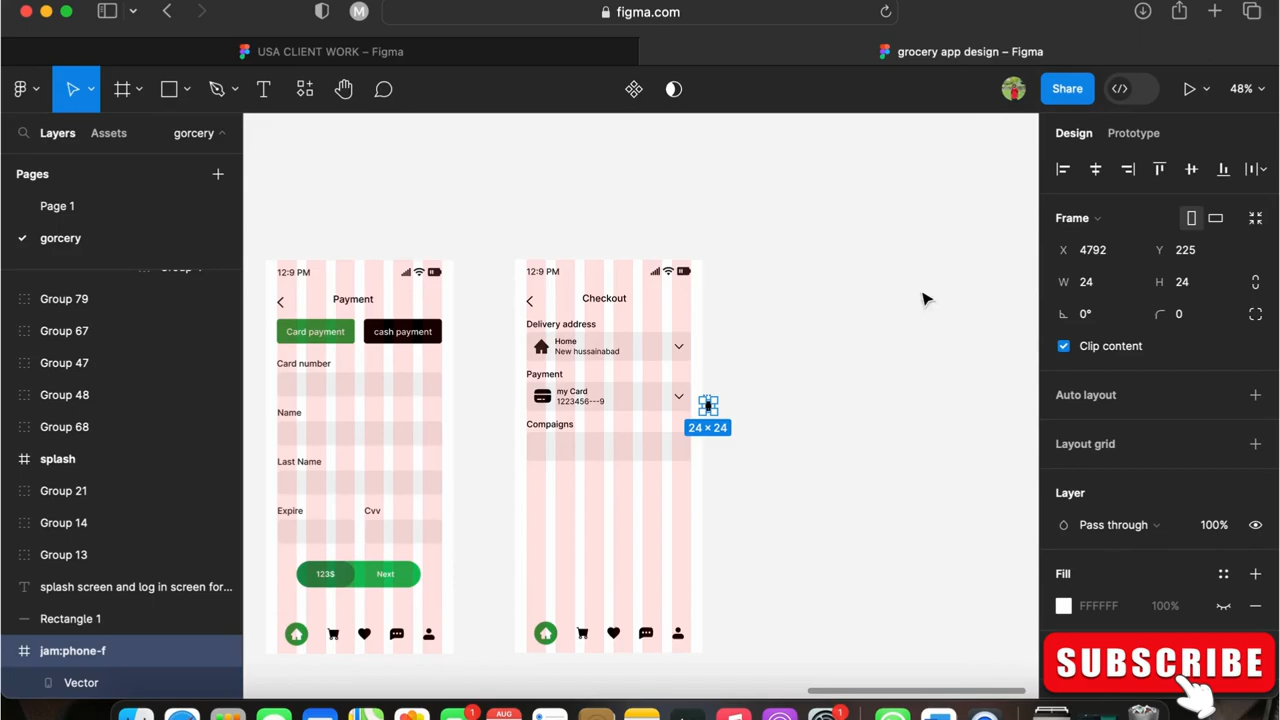 M
figma.com
USA CLIENT WORK – Figma
grocery app design – Figma
T
Share
</>
48%
Layers
Assets
gorcery
Design
Prototype
Pages
Page 1
gorcery
Frame
X 4792
Y 225
W 24
H 24
0°
0
Clip content
Auto layout
Layout grid
Layer
Pass through
100%
Fill
FFFFFF
100%
Group 79
Group 67
Group 47
Group 48
Group 68
splash
Group 21
Group 14
Group 13
splash screen and log in screen for...
Rectangle 1
jam:phone-f
Vector
12:9 PM
Payment
Card payment
cash payment
Card number
Name
Last Name
Expire
Cvv
123$
Next
12:9 PM
Checkout
Delivery address
Home
New hussainabad
Payment
my Card
1223456---9
Compaigns
24 × 24
SUBSCRIBE
AUG
1
1